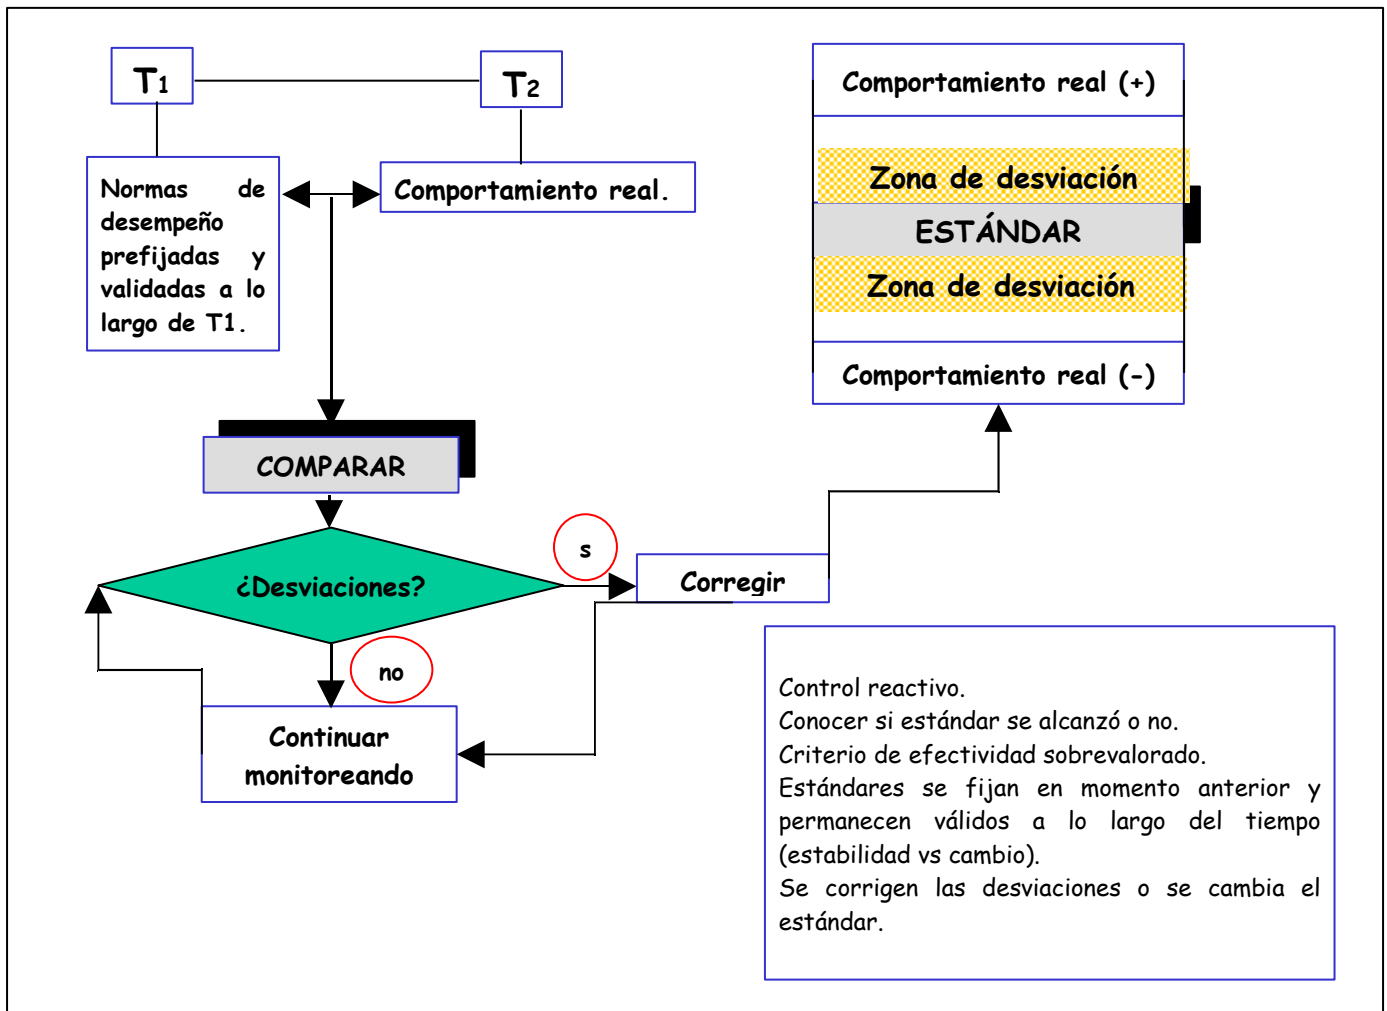 T1
T2
Normas de
desempeño
prefijadas y
validadas a lo
largo de T1.
Comportamiento real.
COMPARAR
¿Desviaciones?
s
no
Corregir
Continuar
monitoreando
Comportamiento real (+)
Zona de desviación
ESTÁNDAR
Zona de desviación
Comportamiento real (-)
Control reactivo.
Conocer si estándar se alcanzó o no.
Criterio de efectividad sobrevalorado.
Estándares se fijan en momento anterior y
permanecen válidos a lo largo del tiempo
(estabilidad vs cambio).
Se corrigen las desviaciones o se cambia el
estándar.